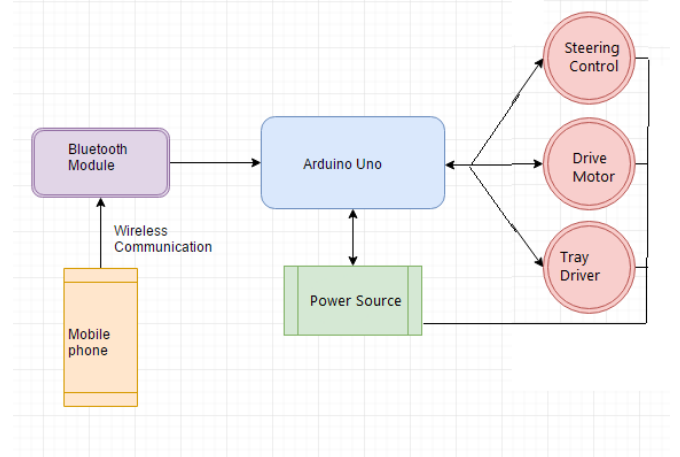 Steering
Control
Bluetooth
Module
Arduino Uno
Drive
Motor
Wireless
Communication
Tray
Driver
Power Source
Mobile
phone